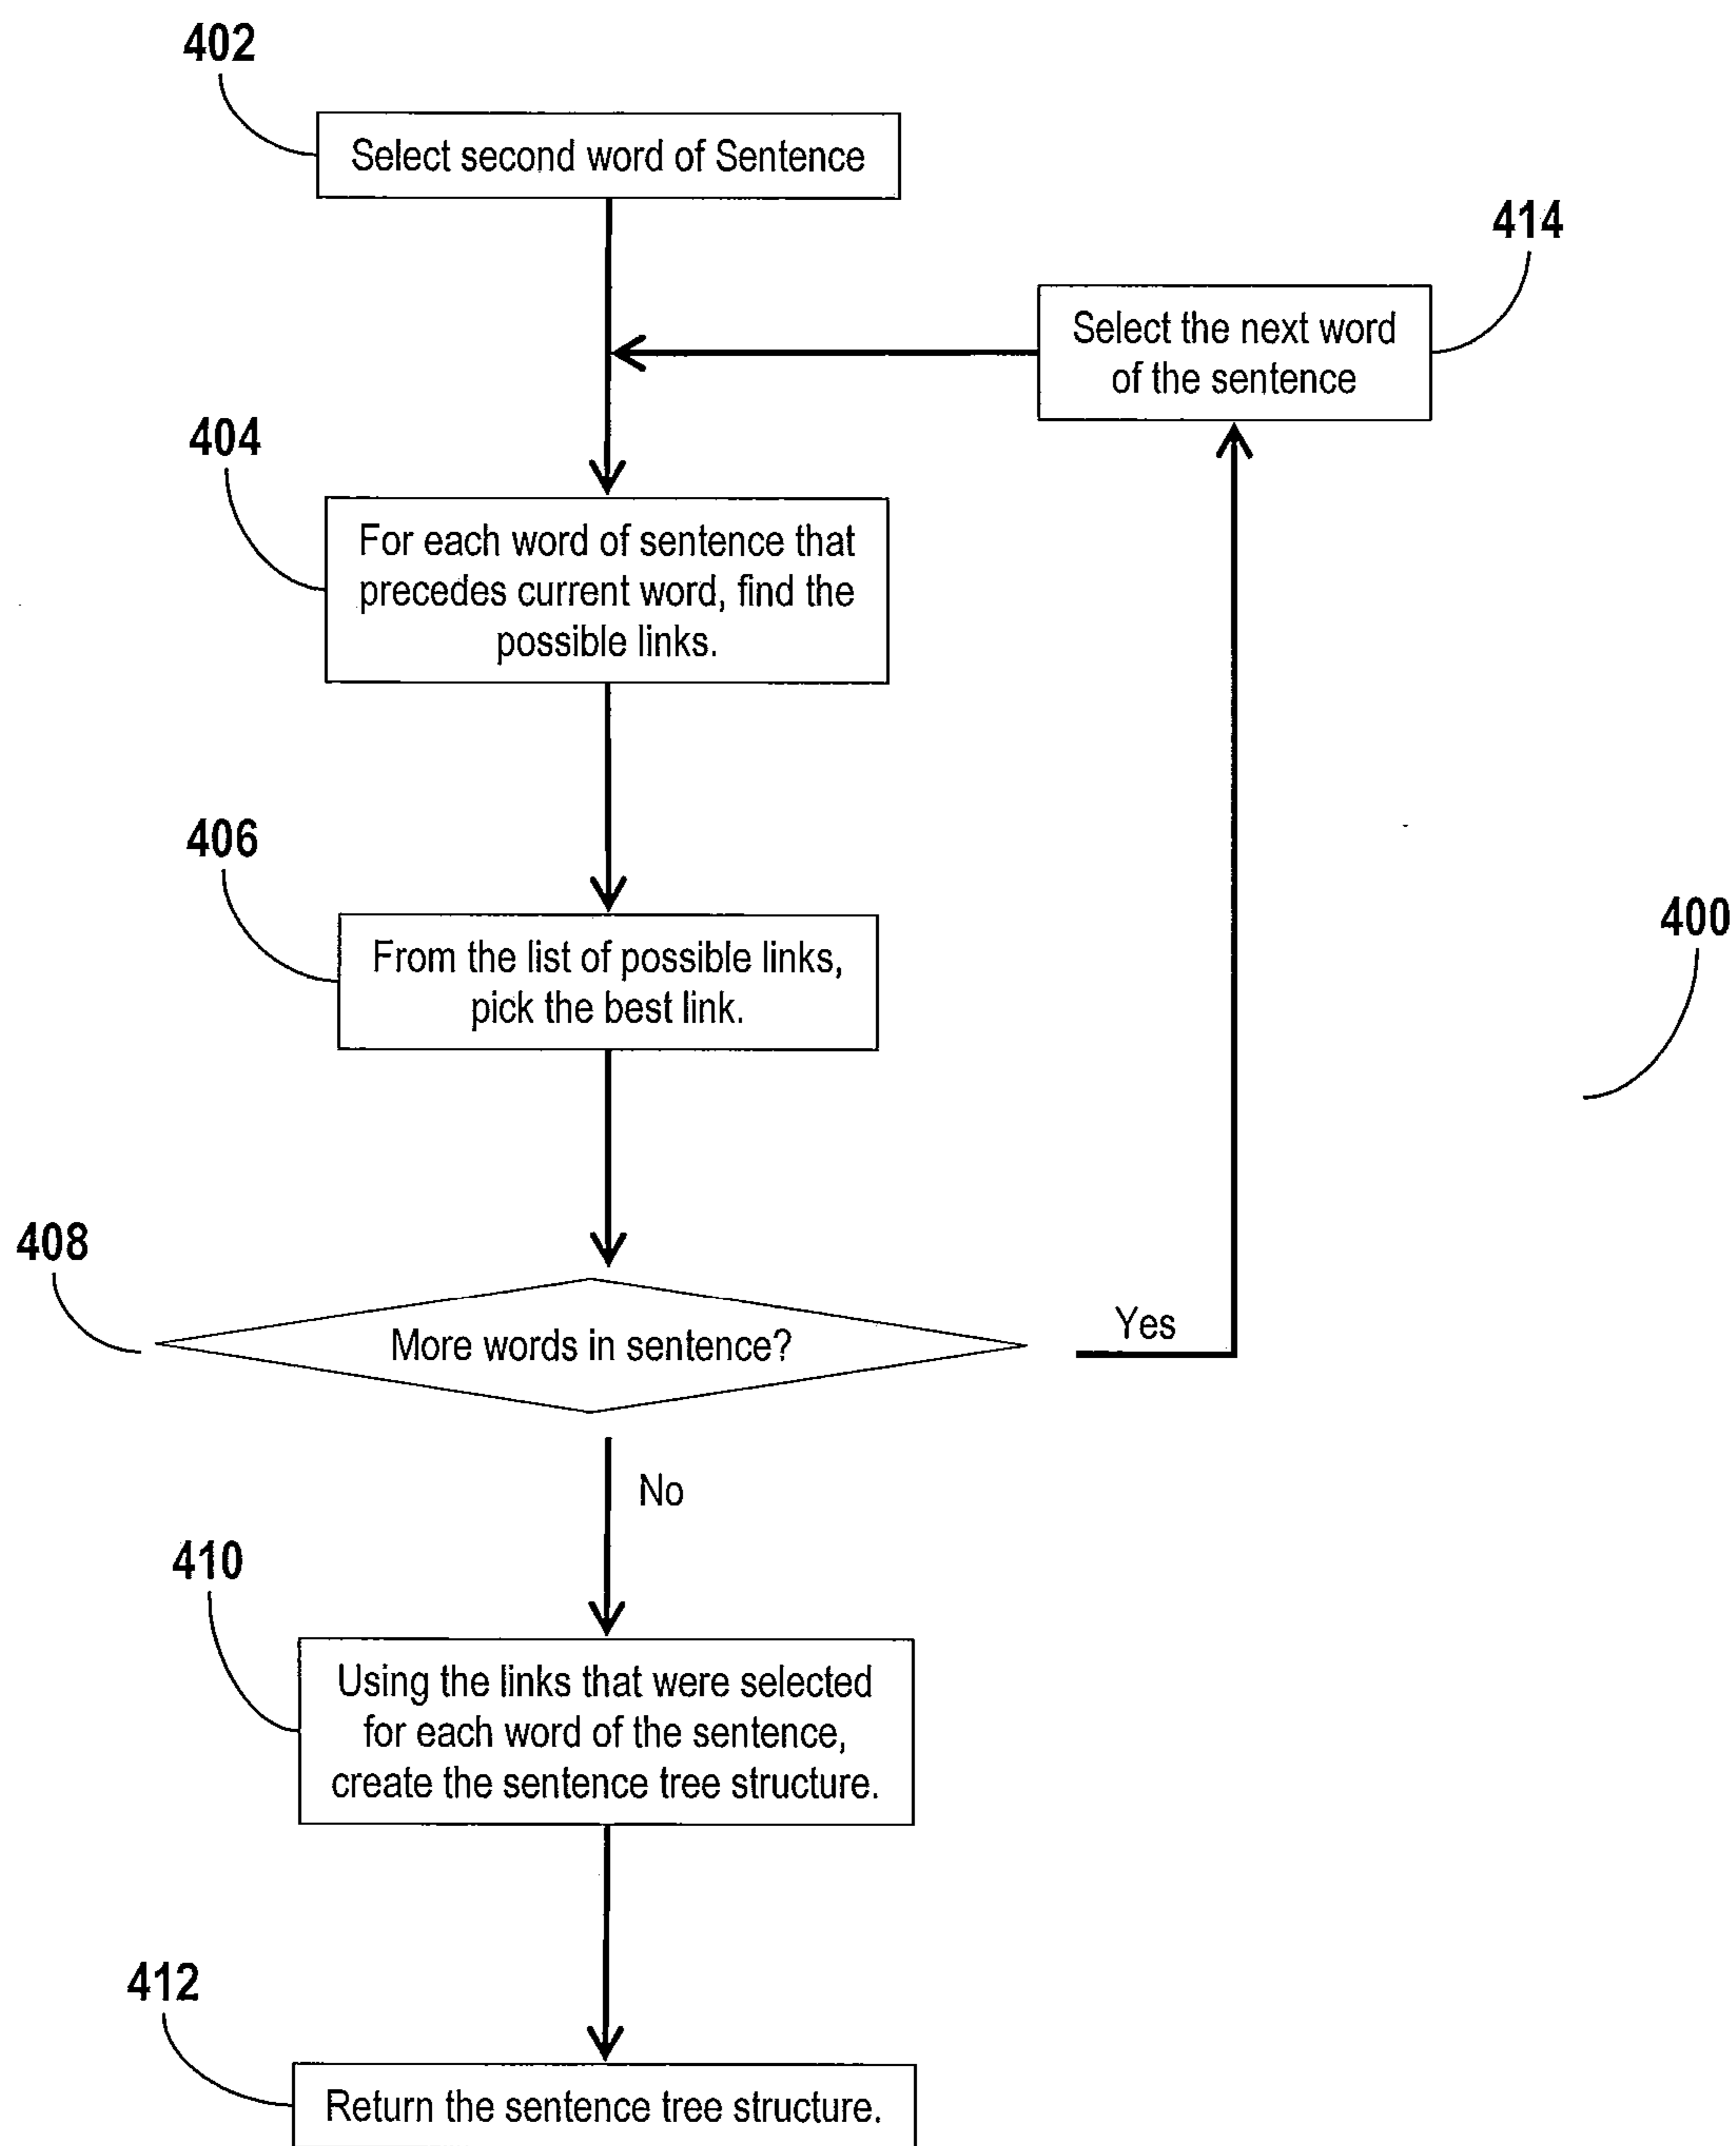 402
Select second word of Sentence
414
Select the next word
of the sentence
404
For each word of sentence that
precedes current word, find the
possible links.
406
From the list of possible links,
pick the best link.
400
408
More words in sentence?
Yes
No
410
Using the links that were selected
for each word of the sentence,
create the sentence tree structure.
412
Return the sentence tree structure.